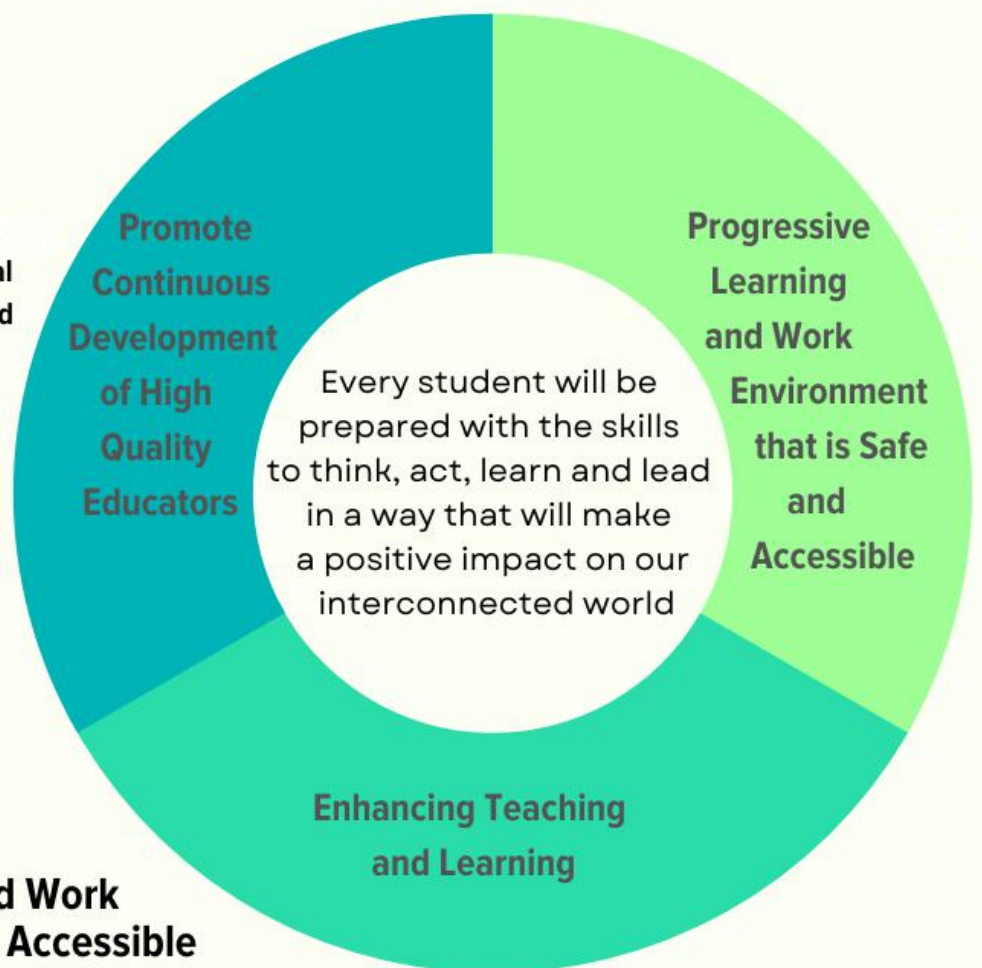 Promote
Continuous
Development
of High
Quality
Educators
Progressive
Learning
and Work
Environment
that is Safe
and
Accessible
Every student will be
prepared with the skills
to think, act, learn and lead
in a way that will make
a positive impact on our
interconnected world
Enhancing Teaching
and Learning
Work
Accessible